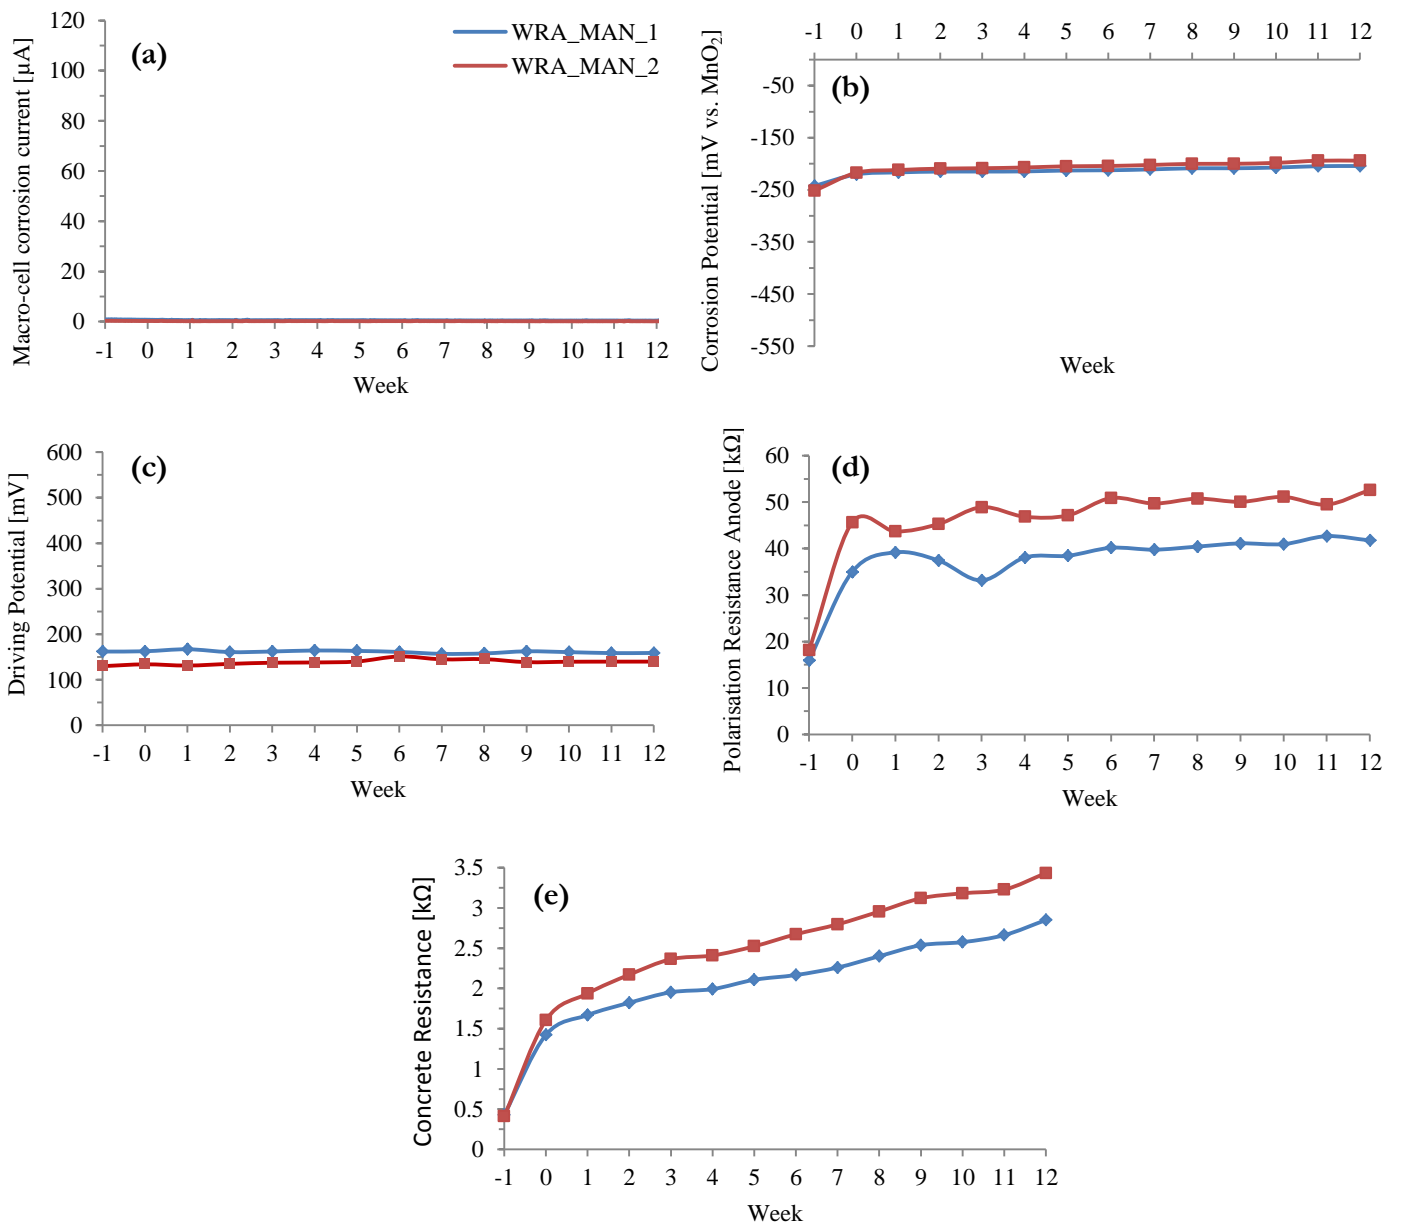 (a)
WRA_MAN_1
WRA_MAN_2
Macro-cell corrosion current [µA]
120
100
80
60
40
20
0
-1 0 1 2 3 4 5 6 7 8 9 10 11 12
Week
(b)
Corrosion Potential [mV vs. MnO₂]
-1 0 1 2 3 4 5 6 7 8 9 10 11 12
-50
-150
-250
-350
-450
-550
Week
(c)
Driving Potential [mV]
600
500
400
300
200
100
0
-1 0 1 2 3 4 5 6 7 8 9 10 11 12
Week
(d)
Polarisation Resistance Anode [kΩ]
60
50
40
30
20
10
0
-1 0 1 2 3 4 5 6 7 8 9 10 11 12
Week
(e)
Concrete Resistance [kΩ]
3.5
3
2.5
2
1.5
1
0.5
0
-1 0 1 2 3 4 5 6 7 8 9 10 11 12
Week